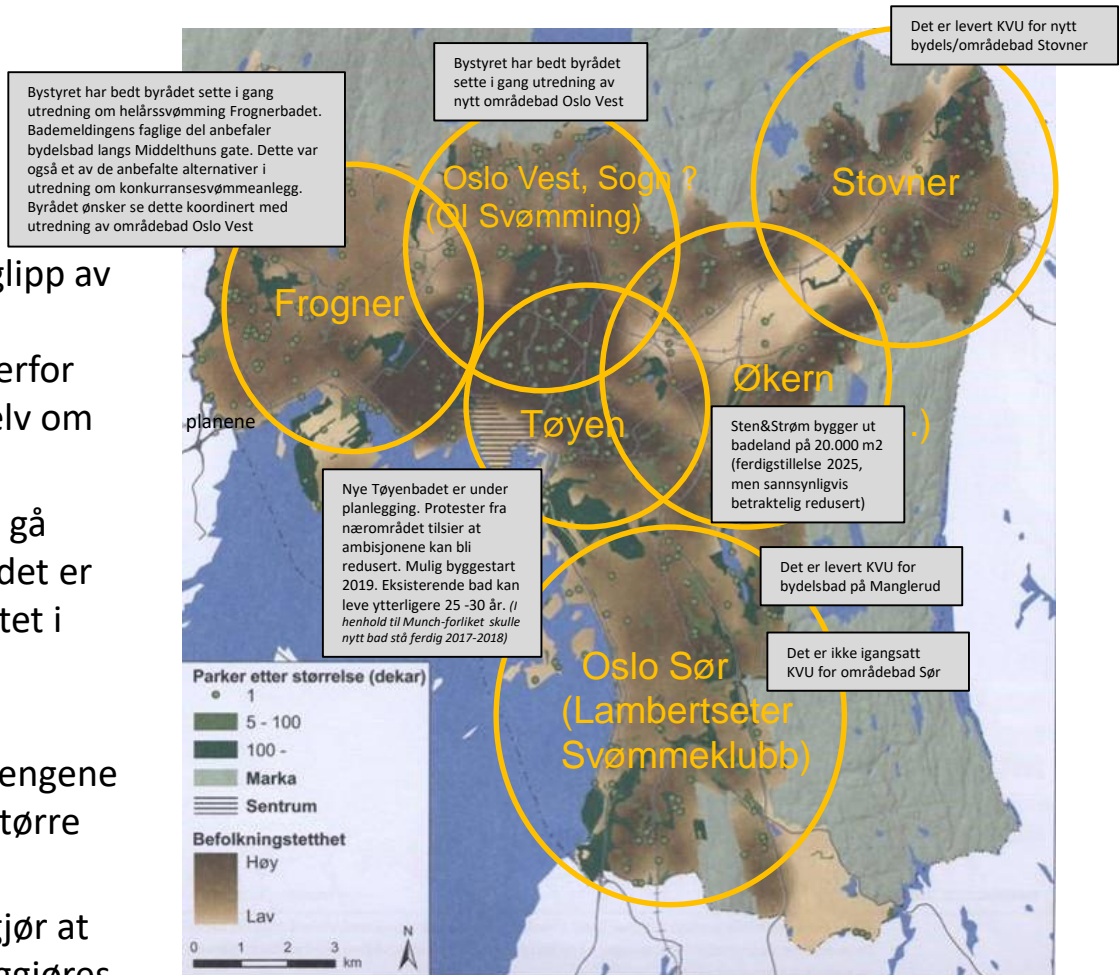 Det er levert KVU for nytt
bydels/områdebad Stovner
Bystyret har bedt byrådet
sette i gang utredning av
nytt områdebad Oslo Vest
Bystyret har bedt byrådet sette i gang
utredning om helårssvømming Frognerbadet.
Bademeldingens faglige del anbefaler
bydelsbad langs Middelthuns gate. Dette var
også et av de anbefalte alternativer i
utredning om konkurransesvømmeanlegg.
Byrådet ønsker se dette koordinert med
utredning av områdebad Oslo Vest
Oslo Vest, Sogn ?
(OI Svømming)
Stovner
Frogner
Økern
.)
Tøyen
glipp av
erfor
elv om
planene
gå
det er
tet i
engene
tørre
gjør at
ggjøres
Sten&Strøm bygger ut
badeland på 20.000 m2
(ferdigstillelse 2025,
men sannsynligvis
betraktelig redusert)
Nye Tøyenbadet er under
planlegging. Protester fra
nærområdet tilsier at
ambisjonene kan bli
redusert. Mulig byggestart
2019. Eksisterende bad kan
leve ytterligere 25 -30 år. (I
henhold til Munch-forliket skulle
nytt bad stå ferdig 2017-2018)
Det er levert KVU for
bydelsbad på Manglerud
Det er ikke igangsatt
KVU for områdebad Sør
Oslo Sør
(Lambertseter
Svømmeklubb)
Parker etter størrelse (dekar)
1
5 - 100
100 -
Marka
Sentrum
Befolkningstetthet
Høy
Lav
0 1 2 3
km
N